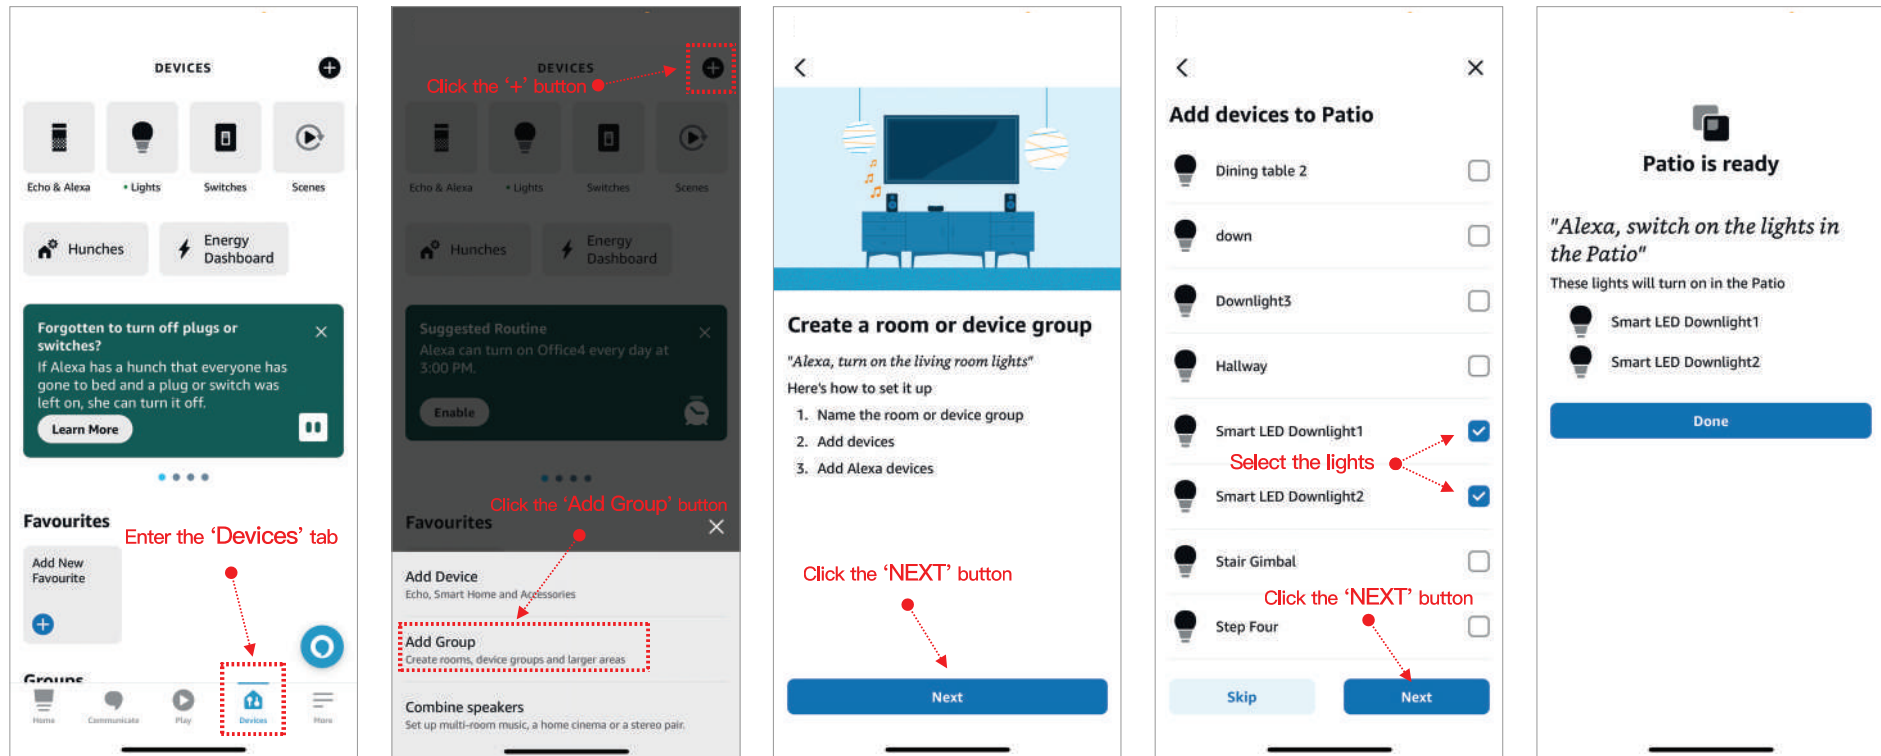 DEVICES
Echo & Alexa
• Lights
Switches
Scenes
Hunches
Energy
Dashboard
Forgotten to turn off plugs or
switches?
If Alexa has a hunch that everyone has
gone to bed and a plug or switch was
left on, she can turn it off.
Learn More
Favourites
Enter the ‘Devices’ tab
Add New
Favourite
Groups
Home
Communicate
Play
Devices
More
DEVICES
Click the ‘+’ button
Echo & Alexa
• Lights
Switches
Scenes
Hunches
Energy
Dashboard
Suggested Routine
Alexa can turn on Office4 every day at
3:00 PM.
Enable
Click the ‘Add Group’ button
Favourites
Add Device
Echo, Smart Home and Accessories
Add Group
Create rooms, device groups and larger areas
Combine speakers
Set up multi-room music, a home cinema or a stereo pair.
Create a room or device group
"Alexa, turn on the living room lights"
Here's how to set it up
1. Name the room or device group
2. Add devices
3. Add Alexa devices
Click the ‘NEXT’ button
Next
Add devices to Patio
Dining table 2
down
Downlight3
Hallway
Smart LED Downlight1
Select the lights
Smart LED Downlight2
Stair Gimbal
Click the ‘NEXT’ button
Step Four
Skip
Next
Patio is ready
"Alexa, switch on the lights in
the Patio"
These lights will turn on in the Patio
Smart LED Downlight1
Smart LED Downlight2
Done